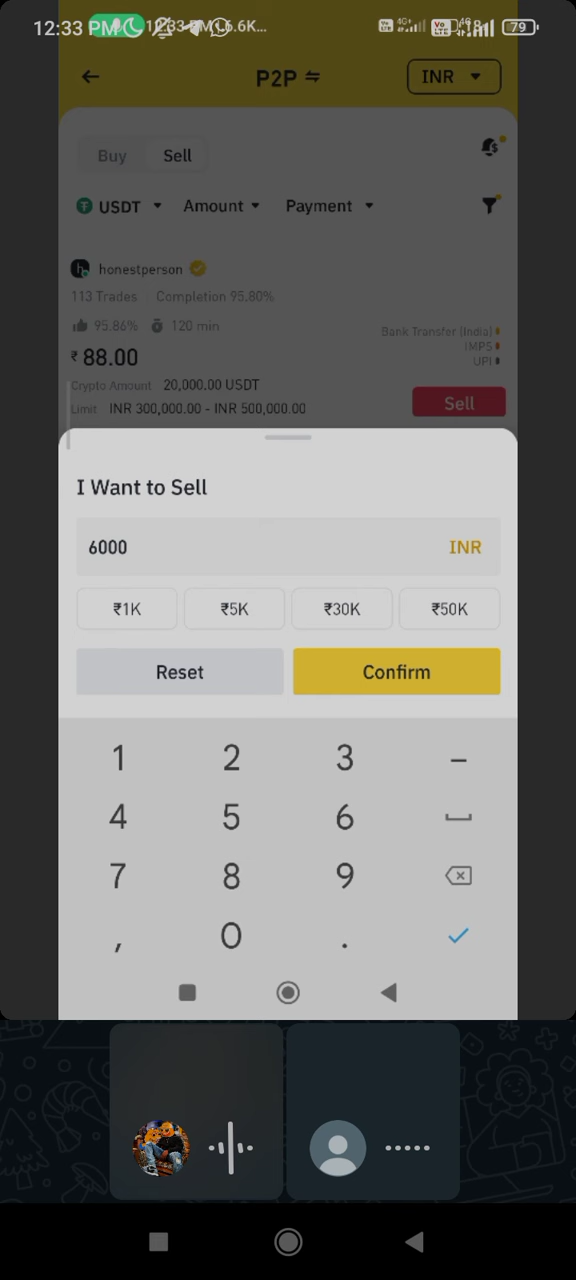 12:33 PM
79
P2P
INR
Buy Sell
USDT Amount Payment
honestperson
113 Trades Completion 95.80%
95.86% 120 min
Bank Transfer (India)
IMPS
UPI
₹ 88.00
Crypto Amount 20,000.00 USDT
Limit INR 300,000.00 - INR 500,000.00
Sell
I Want to Sell
6000 INR
₹1K ₹5K ₹30K ₹50K
Reset Confirm
1 2 3 –
4 5 6
7 8 9
, 0 .